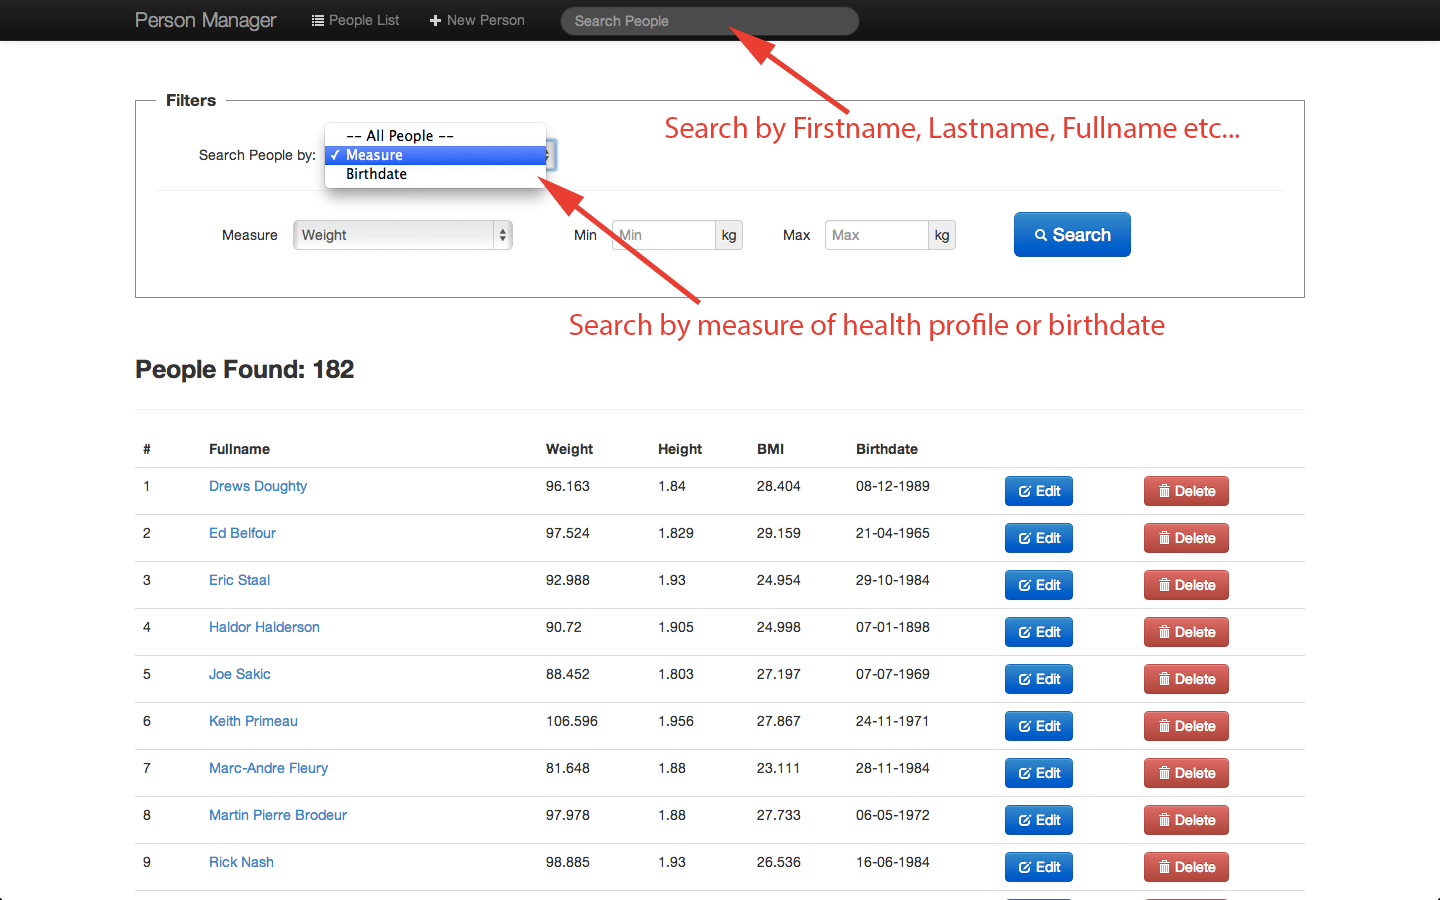 Person Manager People List New Person Search People
Filters
Search by Firstname, Lastname, Fullname etc...
-- All People --
Search People by: ✓ Measure
Birthdate
Measure Weight Min Min kg Max Max kg Search
Search by measure of health profile or birthdate
People Found: 182
# Fullname Weight Height BMI Birthdate
1 Drews Doughty 96.163 1.84 28.404 08-12-1989 Edit Delete
2 Ed Belfour 97.524 1.829 29.159 21-04-1965 Edit Delete
3 Eric Staal 92.988 1.93 24.954 29-10-1984 Edit Delete
4 Haldor Halderson 90.72 1.905 24.998 07-01-1898 Edit Delete
5 Joe Sakic 88.452 1.803 27.197 07-07-1969 Edit Delete
6 Keith Primeau 106.596 1.956 27.867 24-11-1971 Edit Delete
7 Marc-Andre Fleury 81.648 1.88 23.111 28-11-1984 Edit Delete
8 Martin Pierre Brodeur 97.978 1.88 27.733 06-05-1972 Edit Delete
9 Rick Nash 98.885 1.93 26.536 16-06-1984 Edit Delete